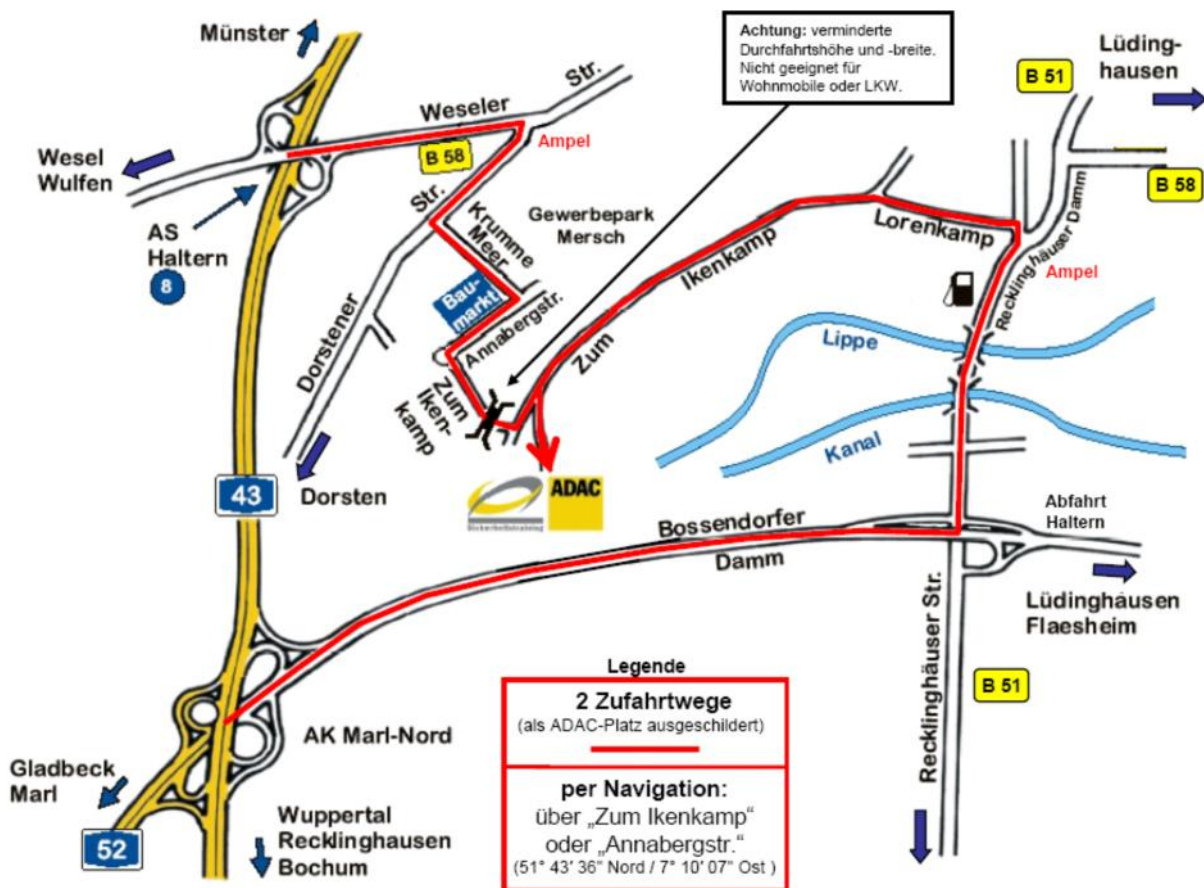 Münster
Achtung: verminderte
Durchfahrtshöhe und -breite.
Nicht geeignet für
Wohnmobile oder LKW.
Lüding-
hausen
B 51
Weseler
Str.
B 58
Ampel
Wesel
Wulfen
AS
Haltern
8
Str.
Dorstener
Krumme
Meer
Gewerbepark
Mersch
Bau-
markt
Annabergstr.
Zum
Iken-
kamp
Zum
Ikenkamp
Lorenkamp
Recklinghäuser Damm
B 58
Ampel
Lippe
Kanal
43
Dorsten
ADAC
Bossendorfer
Damm
Abfahrt
Haltern
Lüdinghausen
Flaesheim
Recklinghäuser Str.
B 51
AK Marl-Nord
Gladbeck
Marl
52
Wuppertal
Recklinghausen
Bochum
Legende
2 Zufahrtwege
(als ADAC-Platz ausgeschildert)
per Navigation:
über „Zum Ikenkamp“
oder „Annabergstr.“
(51° 43' 36" Nord / 7° 10' 07" Ost )